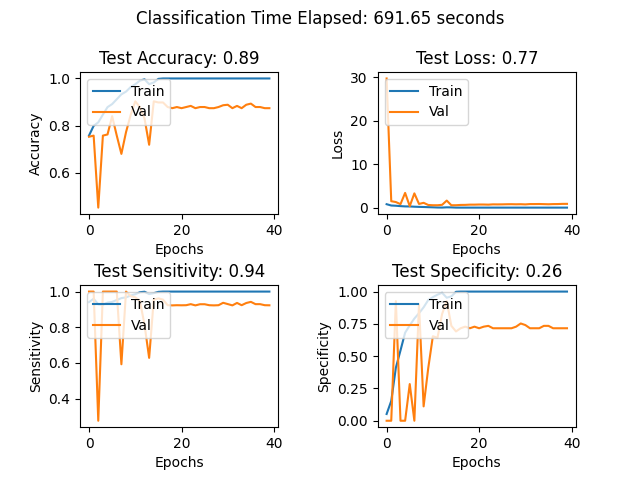 Classification Time Elapsed: 691.65 seconds
Test Accuracy: 0.89
1.0
0.8
0.6
Accuracy
Train
Val
0
20
40
Epochs
Test Loss: 0.77
30
20
10
0
Loss
Train
Val
0
20
40
Epochs
Test Sensitivity: 0.94
1.0
0.8
0.6
0.4
Sensitivity
Train
Val
0
20
40
Epochs
Test Specificity: 0.26
1.00
0.75
0.50
0.25
0.00
Specificity
Train
Val
0
20
40
Epochs